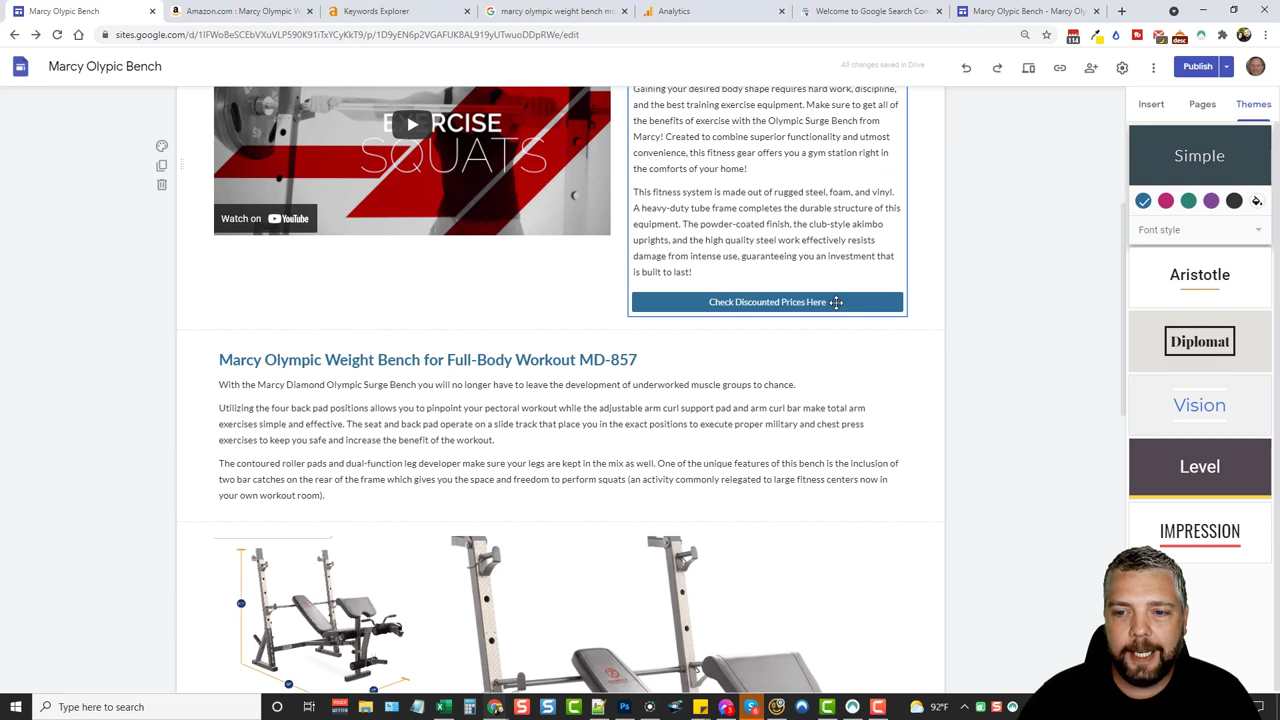 Marcy Olypic Bench
Amazon.com : Marcy W
Keywords Explorer
marcy olympic weight bench md-
Analytics
Welcome to Google Search Con
Marcy Olypic Bench - Marcy Oly
sites.google.com/d/1IFWoBeSCEbVXuVLP590K91iTxYCyKkT9/p/1D9yEN6p2VGAFUK8AL919yUTwuoDDpRWe/edit
114
desc
Marcy Olypic Bench
All changes saved in Drive
Publish
Insert
Pages
Themes
EXERCISE
SQUATS
Watch on YouTube
Gaining your desired body shape requires hard work, discipline,
and the best training exercise equipment. Make sure to get all of
the benefits of exercise with the Olympic Surge Bench from
Marcy! Created to combine superior functionality and utmost
convenience, this fitness gear offers you a gym station right in
the comforts of your home!
This fitness system is made out of rugged steel, foam, and vinyl.
A heavy-duty tube frame completes the durable structure of this
equipment. The powder-coated finish, the club-style akimbo
uprights, and the high quality steel work effectively resists
damage from intense use, guaranteeing you an investment that
is built to last!
Check Discounted Prices Here
Marcy Olympic Weight Bench for Full-Body Workout MD-857
With the Marcy Diamond Olympic Surge Bench you will no longer have to leave the development of underworked muscle groups to chance.
Utilizing the four back pad positions allows you to pinpoint your pectoral workout while the adjustable arm curl support pad and arm curl bar make total arm
exercises simple and effective. The seat and back pad operate on a slide track that place you in the exact positions to execute proper military and chest press
exercises to keep you safe and increase the benefit of the workout.
The contoured roller pads and dual-function leg developer make sure your legs are kept in the mix as well. One of the unique features of this bench is the inclusion of
two bar catches on the rear of the frame which gives you the space and freedom to perform squats (an activity commonly relegated to large fitness centers now in
your own workout room).
Simple
Font style
Aristotle
Diplomat
Vision
Level
IMPRESSION
Type here to search
92°F